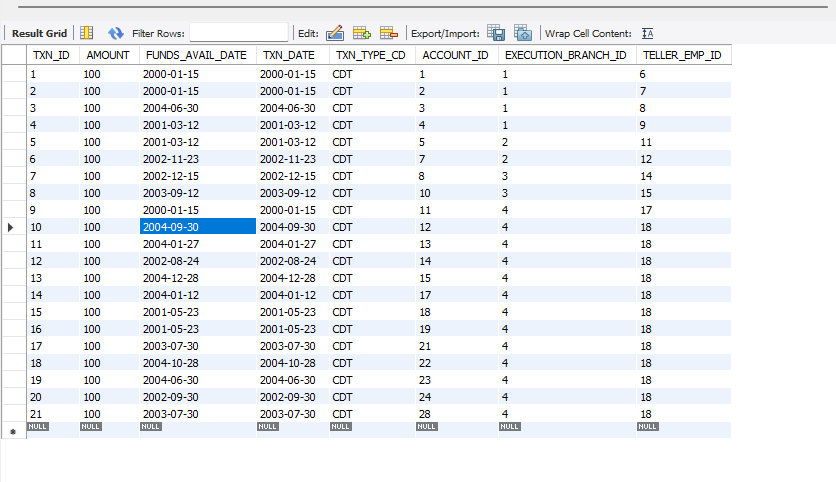 Result Grid Filter Rows: Edit: Export/Import: Wrap Cell Content: IA
TXN_ID AMOUNT FUNDS_AVAIL_DATE TXN_DATE TXN_TYPE_CD ACCOUNT_ID EXECUTION_BRANCH_ID TELLER_EMP_ID
1 100 2000-01-15 2000-01-15 CDT 1 1 6
2 100 2000-01-15 2000-01-15 CDT 2 1 7
3 100 2004-06-30 2004-06-30 CDT 3 1 8
4 100 2001-03-12 2001-03-12 CDT 4 1 9
5 100 2001-03-12 2001-03-12 CDT 5 2 11
6 100 2002-11-23 2002-11-23 CDT 7 2 12
7 100 2002-12-15 2002-12-15 CDT 8 3 14
8 100 2003-09-12 2003-09-12 CDT 10 3 15
9 100 2000-01-15 2000-01-15 CDT 11 4 17
10 100 2004-09-30 2004-09-30 CDT 12 4 18
11 100 2004-01-27 2004-01-27 CDT 13 4 18
12 100 2002-08-24 2002-08-24 CDT 14 4 18
13 100 2004-12-28 2004-12-28 CDT 15 4 18
14 100 2004-01-12 2004-01-12 CDT 17 4 18
15 100 2001-05-23 2001-05-23 CDT 18 4 18
16 100 2001-05-23 2001-05-23 CDT 19 4 18
17 100 2003-07-30 2003-07-30 CDT 21 4 18
18 100 2004-10-28 2004-10-28 CDT 22 4 18
19 100 2004-06-30 2004-06-30 CDT 23 4 18
20 100 2002-09-30 2002-09-30 CDT 24 4 18
21 100 2003-07-30 2003-07-30 CDT 28 4 18
NULL NULL NULL NULL NULL NULL NULL NULL